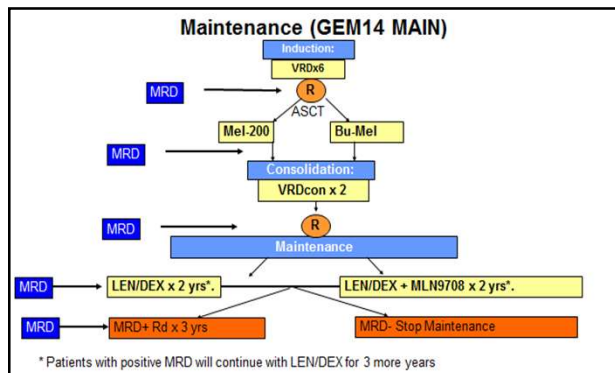 Maintenance (GEM14 MAIN)
Induction:
VRDx6
MRD
R
ASCT
Mel-200
Bu-Mel
MRD
Consolidation:
VRDcon x 2
MRD
R
Maintenance
MRD
LEN/DEX x 2 yrs*.
LEN/DEX + MLN9708 x 2 yrs*.
MRD
MRD+ Rd x 3 yrs
MRD- Stop Maintenance
* Patients with positive MRD will continue with LEN/DEX for 3 more years